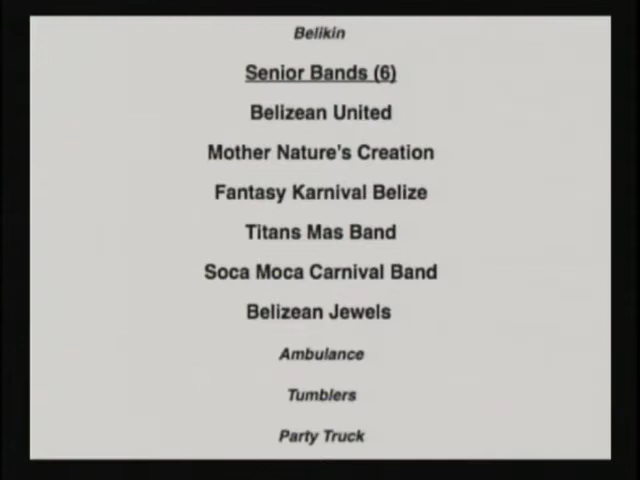 Belikin
Senior Bands (6)
Belizean United
Mother Nature's Creation
Fantasy Karnival Belize
Titans Mas Band
Soca Moca Carnival Band
Belizean Jewels
Ambulance
Tumblers
Party Truck